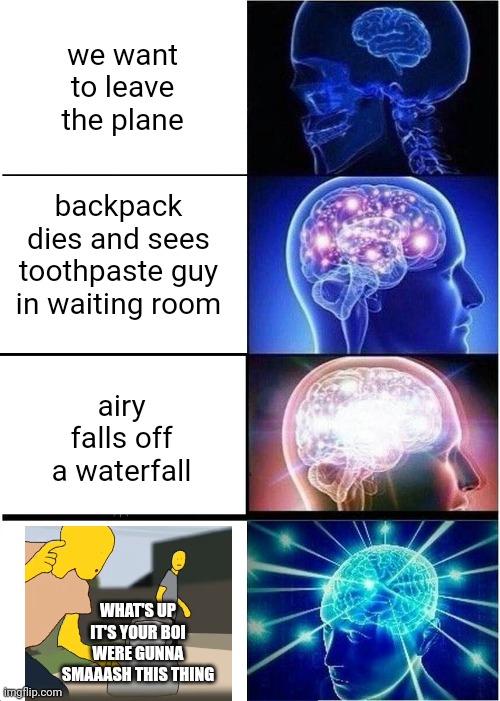 we want
to leave
the plane
backpack
dies and sees
toothpaste guy
in waiting room
airy
falls off
a waterfall
WHAT'S UP
IT'S YOUR BOI
WERE GUNNA
SMAAASH THIS THING
imgflip.com